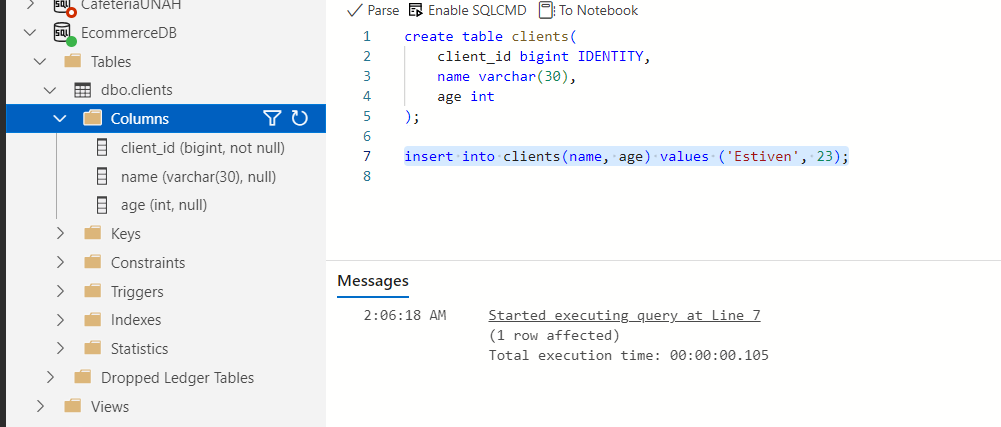 CafeteriaUNAH
EcommerceDB
Tables
dbo.clients
Columns
client_id (bigint, not null)
name (varchar(30), null)
age (int, null)
Keys
Constraints
Triggers
Indexes
Statistics
Dropped Ledger Tables
Views
Parse Enable SQLCMD To Notebook
1 create table clients(
2 client_id bigint IDENTITY,
3 name varchar(30),
4 age int
5 );
6
7 insert into clients(name, age) values ('Estiven', 23);
8
Messages
2:06:18 AM Started executing query at Line 7
(1 row affected)
Total execution time: 00:00:00.105